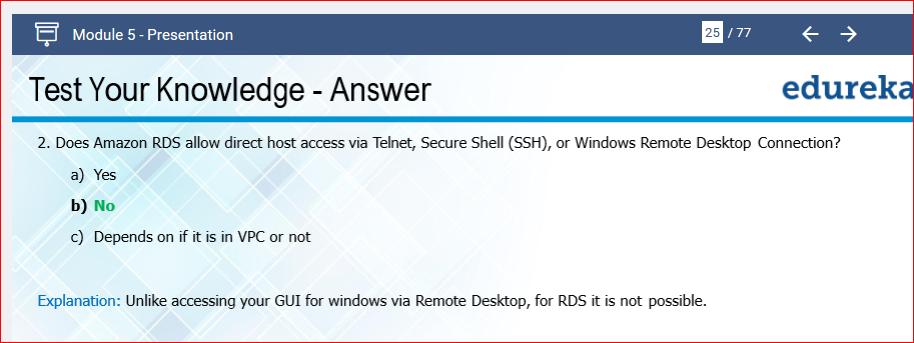 Module 5 - Presentation
25 / 77
Test Your Knowledge - Answer
edureka
2. Does Amazon RDS allow direct host access via Telnet, Secure Shell (SSH), or Windows Remote Desktop Connection?
a) Yes
b) No
c) Depends on if it is in VPC or not
Explanation: Unlike accessing your GUI for windows via Remote Desktop, for RDS it is not possible.